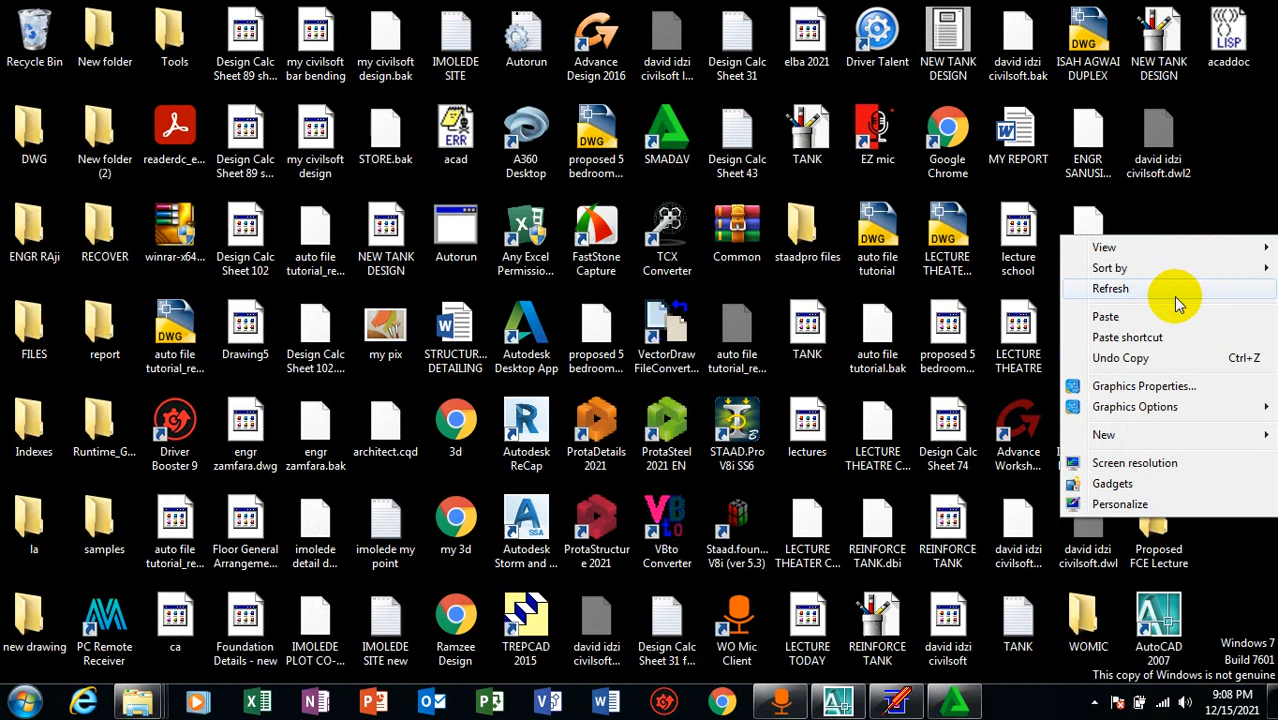 Recycle Bin
New folder
Tools
Design Calc
Sheet 89 sh...
my civilsoft
bar bending
my civilsoft
design.bak
IMOLEDE
SITE
Autorun
Advance
Design 2016
david idzi
civilsoft l...
Design Calc
Sheet 31
elba 2021
Driver Talent
NEW TANK
DESIGN
david idzi
civilsoft.bak
DWG
ISAH AGWAI
DUPLEX
NEW TANK
DESIGN
LISP
acaddoc
DWG
New folder
(2)
readerdc_e...
Design Calc
Sheet 89 s...
my civilsoft
design
STORE.bak
ERR
acad
A360
Desktop
DWG
proposed 5
bedroom...
SMADΔV
Design Calc
Sheet 43
TANK
EZ mic
Google
Chrome
MY REPORT
ENGR
SANUSI...
david idzi
civilsoft.dwl2
ENGR RAji
RECOVER
winrar-x64...
Design Calc
Sheet 102
auto file
tutorial_re...
NEW TANK
DESIGN
Autorun
Any Excel
Permissio...
FastStone
Capture
TCX
Converter
Common
staadpro files
DWG
auto file
tutorial
DWG
LECTURE
THEATE...
lecture
school
FILES
report
DWG
auto file
tutorial_re...
Drawing5
Design Calc
Sheet 102....
my pix
STRUCTUR...
DETAILING
Autodesk
Desktop App
proposed 5
bedroom...
VectorDraw
FileConvert...
auto file
tutorial_re...
TANK
auto file
tutorial.bak
proposed 5
bedroom...
LECTURE
THEATRE
Indexes
Runtime_G...
Driver
Booster 9
engr
zamfara.dwg
engr
zamfara.bak
architect.cqd
3d
Autodesk
ReCap
ProtaDetails
2021
ProtaSteel
2021 EN
STAAD.Pro
V8i SS6
lectures
LECTURE
THEATRE C...
Design Calc
Sheet 74
Advance
Worksh...
la
samples
auto file
tutorial_re...
Floor General
Arrangeme...
imolede
detail d...
imolede my
point
my 3d
SSA
Autodesk
Storm and ...
ProtaStructur
e 2021
VB
to
VBto
Converter
Staad.foun...
V8i (ver 5.3)
LECTURE
THEATER C...
REINFORCE
TANK.dbi
REINFORCE
TANK
david idzi
civilsoft...
david idzi
civilsoft.dwl
Proposed
FCE Lecture
new drawing
PC Remote
Receiver
ca
Foundation
Details - new
IMOLEDE
PLOT CO-...
IMOLEDE
SITE new
Ramzee
Design
TREPCAD
2015
david idzi
civilsoft...
Design Calc
Sheet 31 f...
WO Mic
Client
LECTURE
TODAY
REINFORCE
TANK
david idzi
civilsoft
TANK
WOMIC
AutoCAD
2007
View
Sort by
Refresh
Paste
Paste shortcut
Undo Copy Ctrl+Z
Graphics Properties...
Graphics Options
New
Screen resolution
Gadgets
Personalize
Windows 7
Build 7601
This copy of Windows is not genuine
9:08 PM
12/15/2021